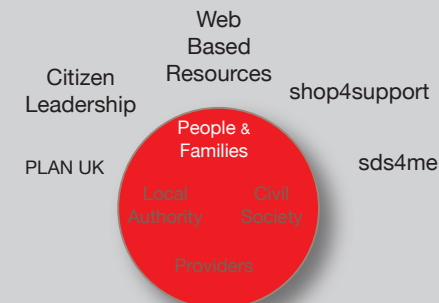 Web
Based
Resources
Citizen
Leadership
shop4support
People &
Families
PLAN UK
sds4me
Local
Authority
Civil
Society
Providers